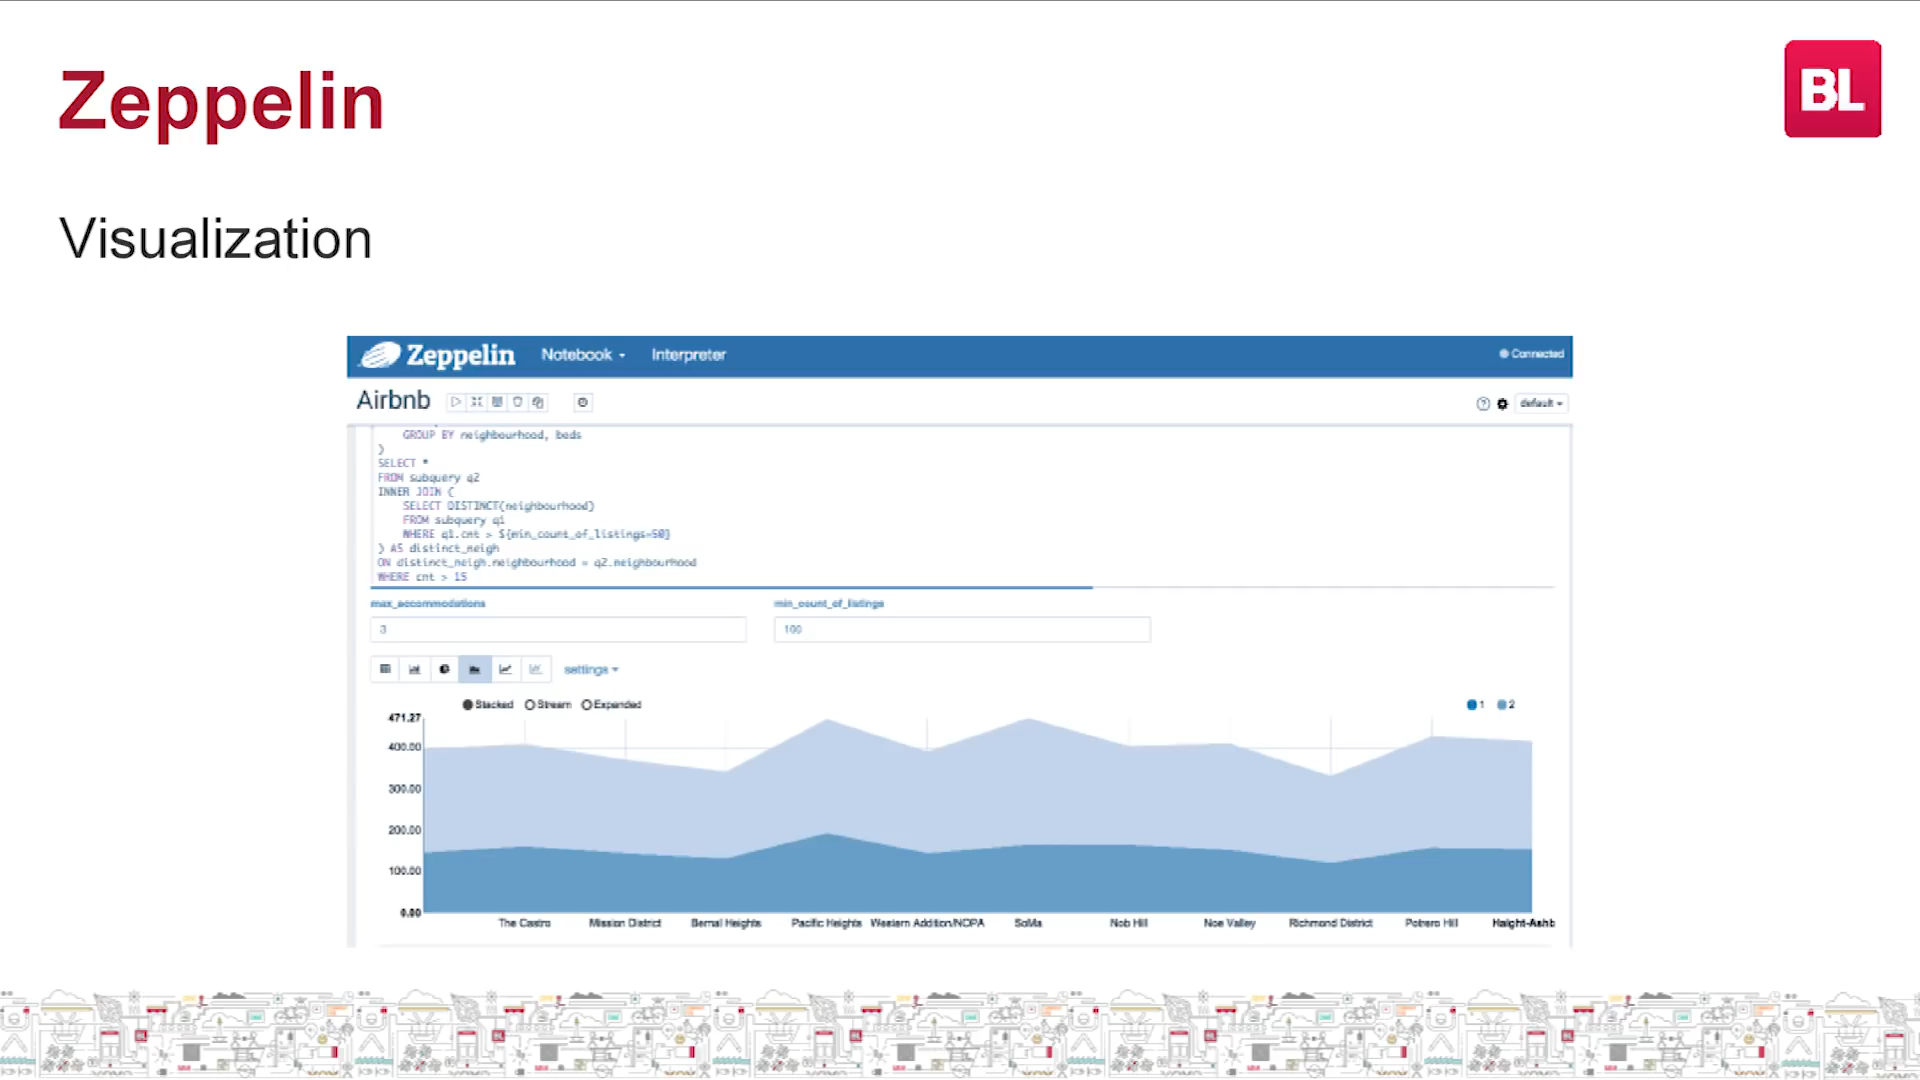 Zeppelin
BL
Visualization
Zeppelin Notebook Interpreter Connected
Airbnb default
GROUP BY neighbourhood, beds
)
SELECT *
FROM subquery q2
INNER JOIN (
SELECT DISTINCT(neighbourhood)
FROM subquery q1
WHERE q1.cnt > ${min_count_of_listings=50}
) AS distinct_neigh
ON distinct_neigh.neighbourhood = q2.neighbourhood
WHERE cnt > 15
max_accommodations min_count_of_listings
3 100
settings
Stacked Stream Expanded 1 2
471.27
400.00
300.00
200.00
100.00
0.00
The Castro Mission District Bernal Heights Pacific Heights Western Addition/NOPA SoMa Nob Hill Noe Valley Richmond District Potrero Hill Haight-Ashb